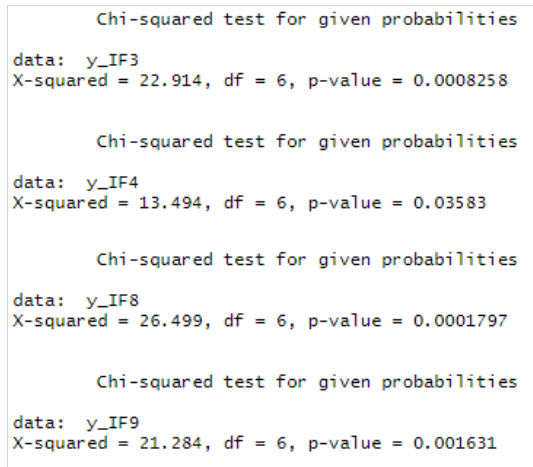 Chi-squared test for given probabilities
data:  y_IF3
X-squared = 22.914, df = 6, p-value = 0.0008258
Chi-squared test for given probabilities
data:  y_IF4
X-squared = 13.494, df = 6, p-value = 0.03583
Chi-squared test for given probabilities
data:  y_IF8
X-squared = 26.499, df = 6, p-value = 0.0001797
Chi-squared test for given probabilities
data:  y_IF9
X-squared = 21.284, df = 6, p-value = 0.001631